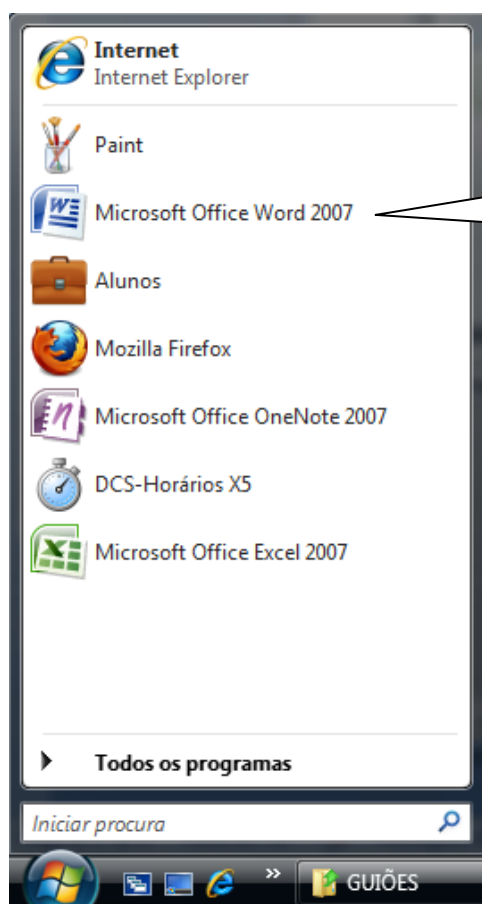 Internet
Internet Explorer
Paint
Microsoft Office Word 2007
Alunos
Mozilla Firefox
Microsoft Office OneNote 2007
DCS-Horários X5
Microsoft Office Excel 2007
Todos os programas
Iniciar procura
GUIÕES